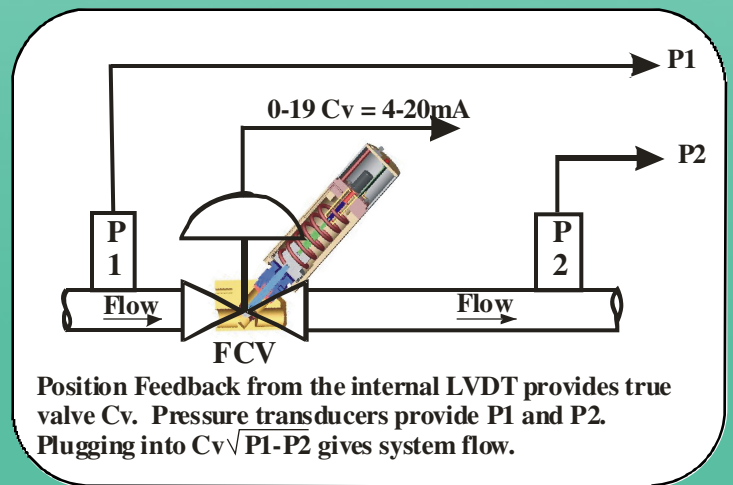 P1
0-19 Cv = 4-20mA
P2
P
1
P
2
Flow
Flow
FCV
Position Feedback from the internal LVDT provides true
valve Cv. Pressure transducers provide P1 and P2.
Plugging into Cv√P1-P2 gives system flow.